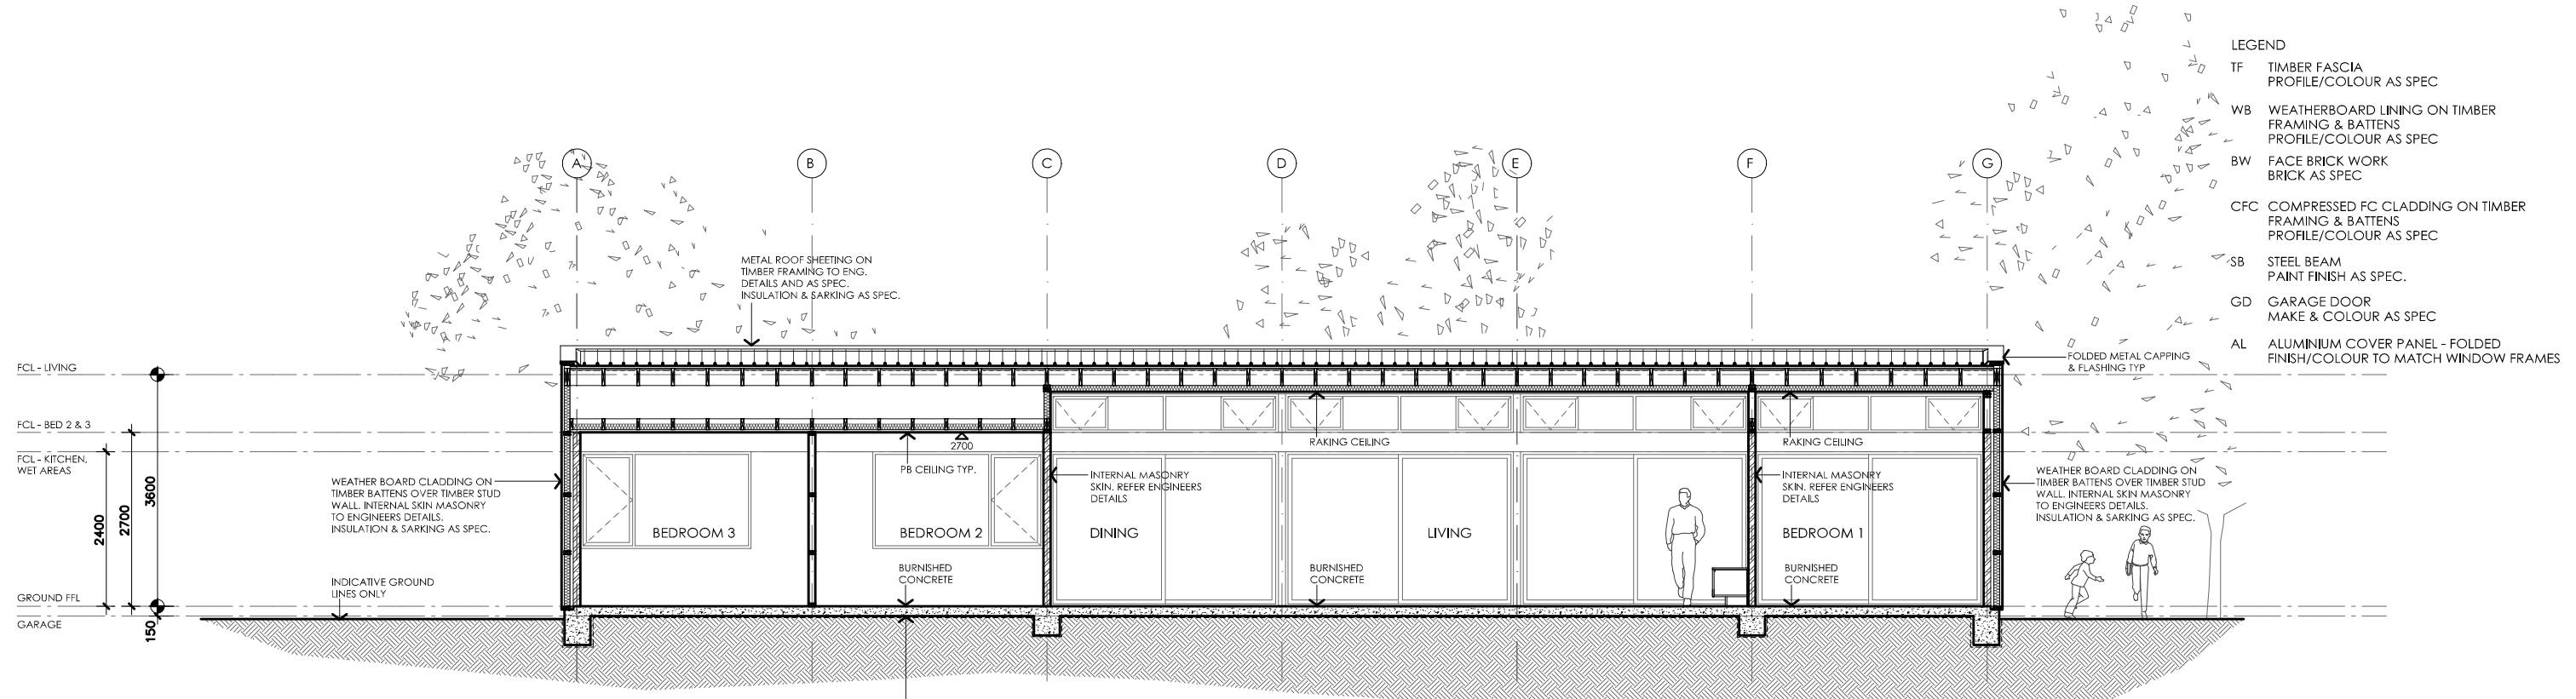 LEGEND
TF TIMBER FASCIA
PROFILE/COLOUR AS SPEC
WB WEATHERBOARD LINING ON TIMBER
FRAMING & BATTENS
PROFILE/COLOUR AS SPEC
BW FACE BRICK WORK
BRICK AS SPEC
CFC COMPRESSED FC CLADDING ON TIMBER
FRAMING & BATTENS
PROFILE/COLOUR AS SPEC
SB STEEL BEAM
PAINT FINISH AS SPEC.
GD GARAGE DOOR
MAKE & COLOUR AS SPEC
AL ALUMINIUM COVER PANEL - FOLDED
FINISH/COLOUR TO MATCH WINDOW FRAMES
A B C D E F G
METAL ROOF SHEETING ON
TIMBER FRAMING TO ENG.
DETAILS AND AS SPEC.
INSULATION & SARKING AS SPEC.
FOLDED METAL CAPPING
& FLASHING TYP
FCL - LIVING
FCL - BED 2 & 3
FCL - KITCHEN,
WET AREAS
GROUND FFL
GARAGE
2400
2700
3600
150
WEATHER BOARD CLADDING ON
TIMBER BATTENS OVER TIMBER STUD
WALL. INTERNAL SKIN MASONRY
TO ENGINEERS DETAILS.
INSULATION & SARKING AS SPEC.
INDICATIVE GROUND
LINES ONLY
BEDROOM 3
PB CEILING TYP.
2700
BEDROOM 2
BURNISHED
CONCRETE
INTERNAL MASONRY
SKIN. REFER ENGINEERS
DETAILS
DINING
RAKING CEILING
LIVING
BURNISHED
CONCRETE
RAKING CEILING
INTERNAL MASONRY
SKIN. REFER ENGINEERS
DETAILS
BEDROOM 1
BURNISHED
CONCRETE
WEATHER BOARD CLADDING ON
TIMBER BATTENS OVER TIMBER STUD
WALL. INTERNAL SKIN MASONRY
TO ENGINEERS DETAILS.
INSULATION & SARKING AS SPEC.